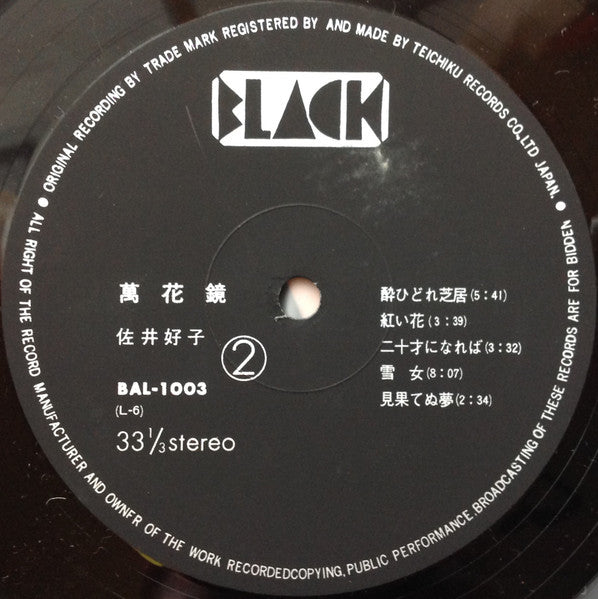 ● ORIGINAL RECORDING BY TRADE MARK REGISTERED BY AND MADE BY TEICHIKU RECORDS CO.,LTD JAPAN. ●
BLACK
萬花鏡
佐井好子
②
BAL-1003
(L-6)
33⅓ stereo
酔ひどれ芝居(5:41)
紅い花(3:39)
二十才になれば(3:32)
雪女(8:07)
見果てぬ夢(2:34)
ALL RIGHT OF THE RECORD MANUFACTURER AND OWNER OF THE WORK RECORDEDCOPYING, PUBLIC PERFORMANCE, BROADCASTING OF THESE RECORDS ARE FOR BIDDEN